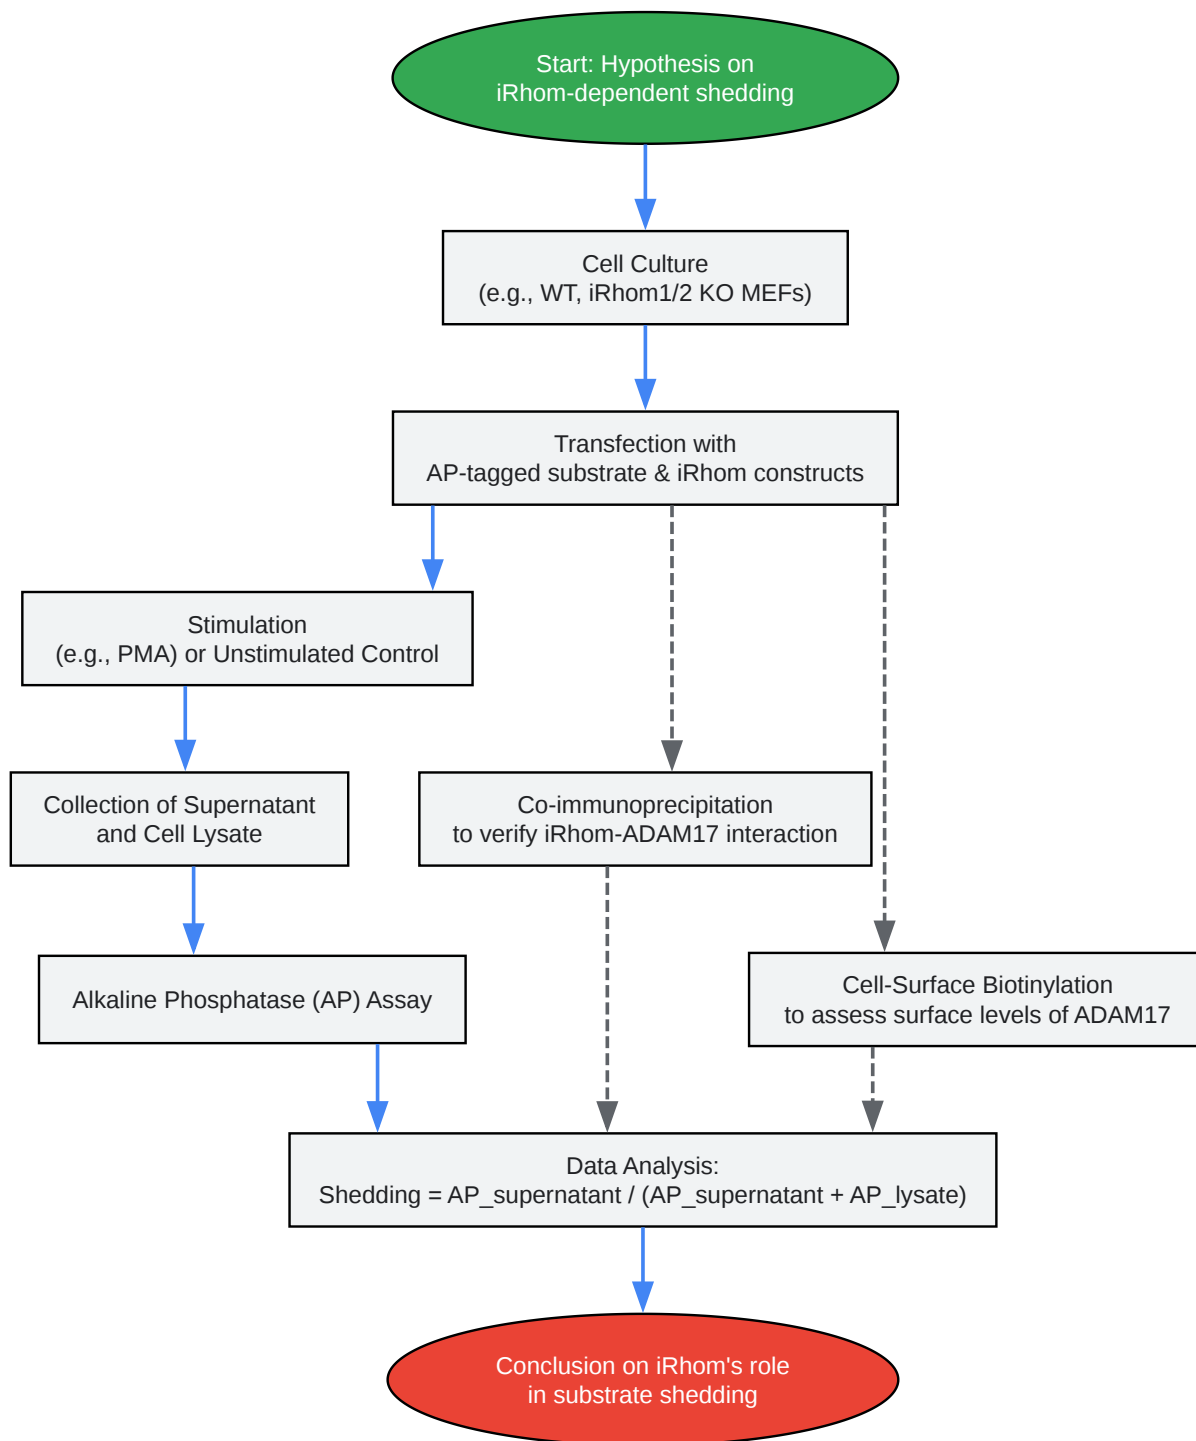 Start: Hypothesis on
iRhom-dependent shedding
Cell Culture
(e.g., WT, iRhom1/2 KO MEFs)
Transfection with
AP-tagged substrate & iRhom constructs
Stimulation
(e.g., PMA) or Unstimulated Control
Collection of Supernatant
and Cell Lysate
Co-immunoprecipitation
to verify iRhom-ADAM17 interaction
Alkaline Phosphatase (AP) Assay
Cell-Surface Biotinylation
to assess surface levels of ADAM17
Data Analysis:
Shedding = AP_supernatant / (AP_supernatant + AP_lysate)
Conclusion on iRhom's role
in substrate shedding